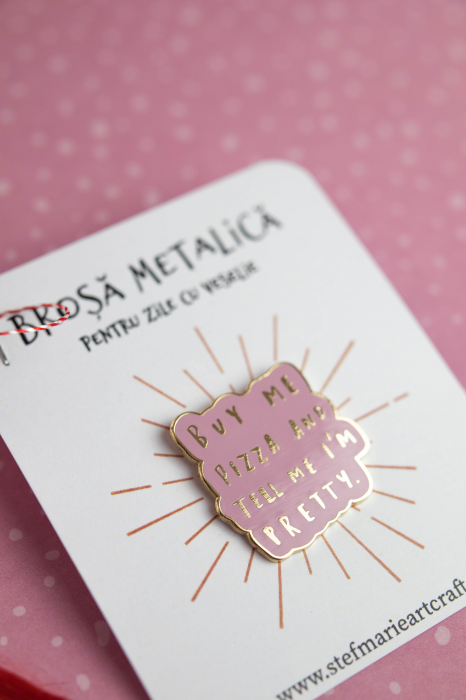 BROȘĂ METALICĂ
PENTRU ZILE CU VESELIE
BUY ME
PIZZA AND
TELL ME I'M
PRETTY.
www.stefmarieartcraft